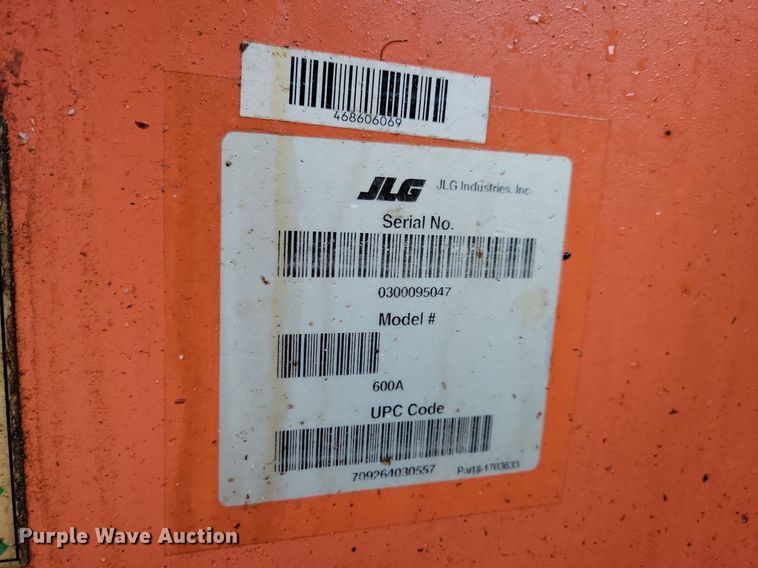 468606069
JLG JLG Industries, Inc
Serial No.
0300095047
Model #
600A
UPC Code
709264030557 Part#-1703633
Purple Wave Auction